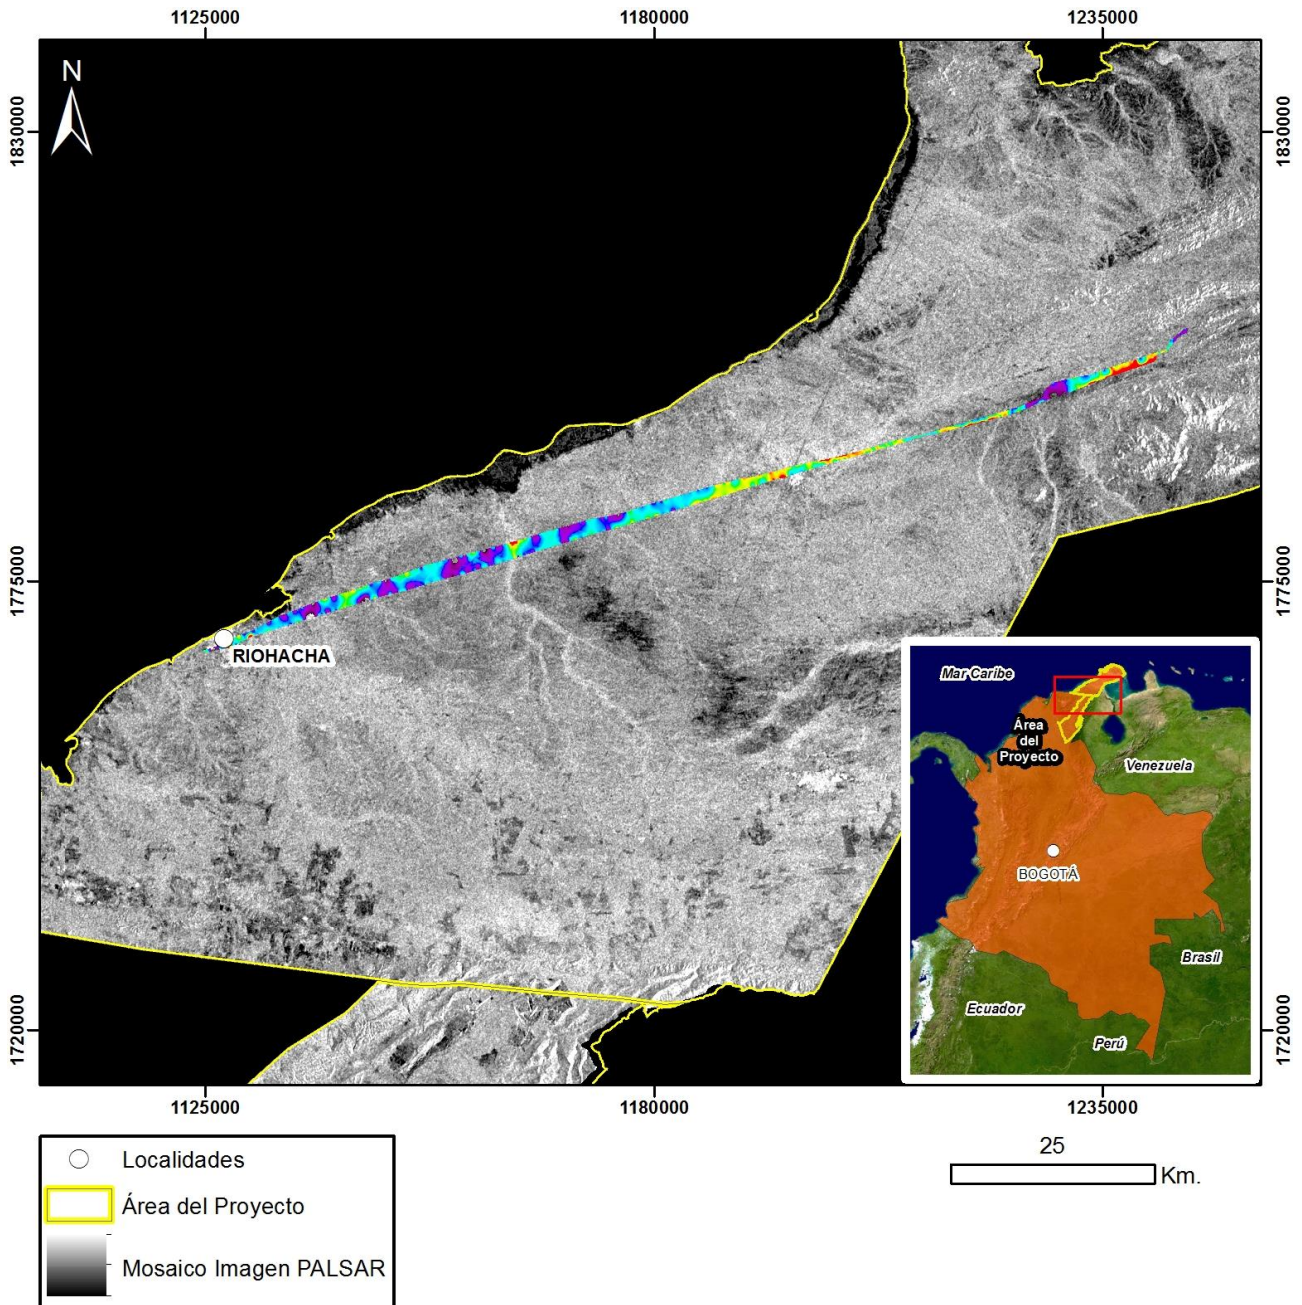 1125000
1180000
1235000
N
1830000
1830000
1775000
1775000
RIOHACHA
Mar Caribe
Área
del
Proyecto
Venezuela
BOGOTÁ
Brasil
Ecuador
Perú
1720000
1720000
1125000
1180000
1235000
25
Km.
Localidades
Área del Proyecto
Mosaico Imagen PALSAR